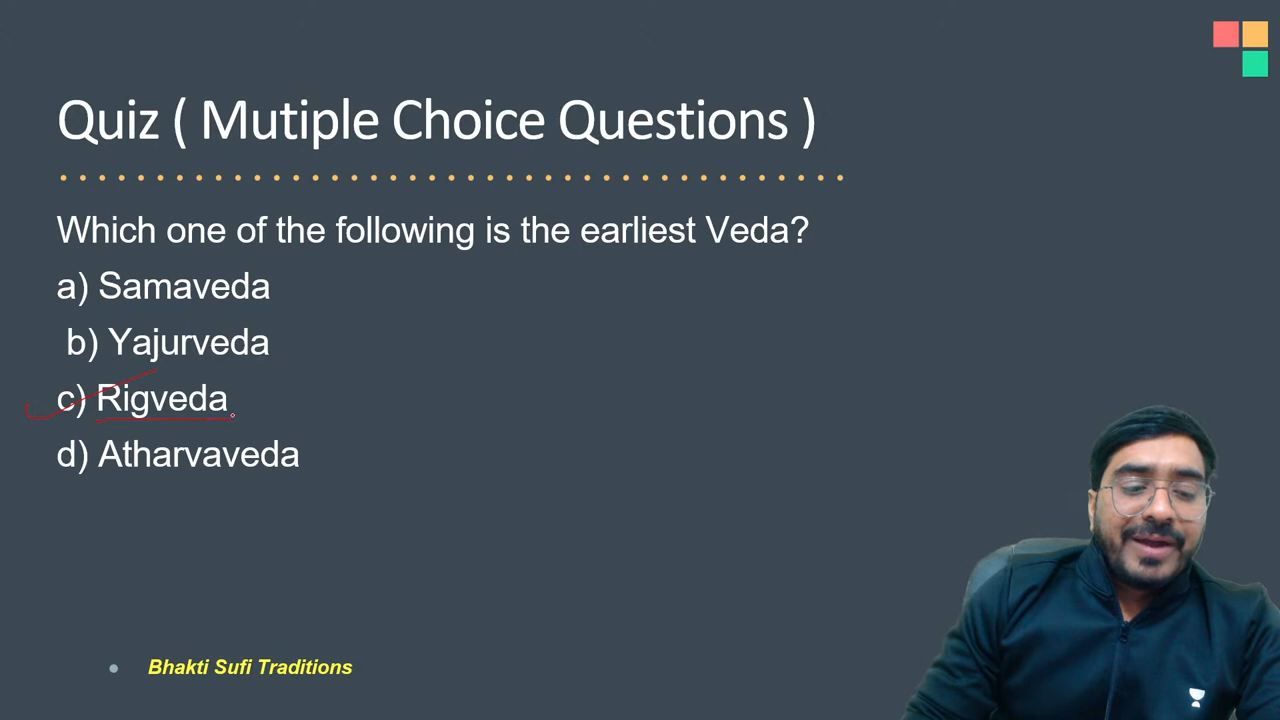 Quiz ( Mutiple Choice Questions )
Which one of the following is the earliest Veda?
a) Samaveda
b) Yajurveda
c) Rigveda
d) Atharvaveda
Bhakti Sufi Traditions